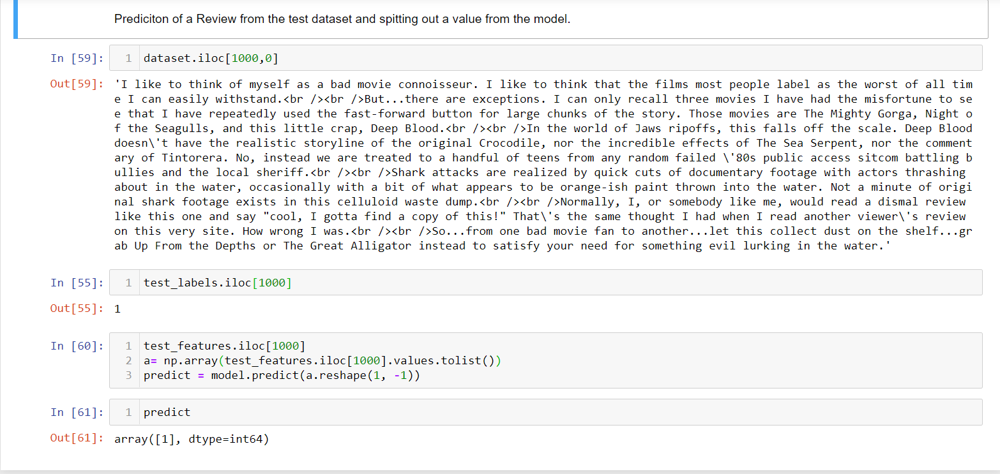 Prediciton of a Review from the test dataset and spitting out a value from the model.
In [59]: 1 dataset.iloc[1000,0]
Out[59]: 'I like to think of myself as a bad movie connoisseur. I like to think that the films most people label as the worst of all tim
e I can easily withstand.<br /><br />But...there are exceptions. I can only recall three movies I have had the misfortune to se
e that I have repeatedly used the fast-forward button for large chunks of the story. Those movies are The Mighty Gorga, Night o
f the Seagulls, and this little crap, Deep Blood.<br /><br />In the world of Jaws ripoffs, this falls off the scale. Deep Blood
doesn\'t have the realistic storyline of the original Crocodile, nor the incredible effects of The Sea Serpent, nor the comment
ary of Tintorera. No, instead we are treated to a handful of teens from any random failed \'80s public access sitcom battling b
ullies and the local sheriff.<br /><br />Shark attacks are realized by quick cuts of documentary footage with actors thrashing
about in the water, occasionally with a bit of what appears to be orange-ish paint thrown into the water. Not a minute of origi
nal shark footage exists in this celluloid waste dump.<br /><br />Normally, I, or somebody like me, would read a dismal review
like this one and say "cool, I gotta find a copy of this!" That\'s the same thought I had when I read another viewer\'s review
on this very site. How wrong I was.<br /><br />So...from one bad movie fan to another...let this collect dust on the shelf...gr
ab Up From the Depths or The Great Alligator instead to satisfy your need for something evil lurking in the water.'
In [55]: 1 test_labels.iloc[1000]
Out[55]: 1
In [60]: 1 test_features.iloc[1000]
2 a= np.array(test_features.iloc[1000].values.tolist())
3 predict = model.predict(a.reshape(1, -1))
In [61]: 1 predict
Out[61]: array([1], dtype=int64)